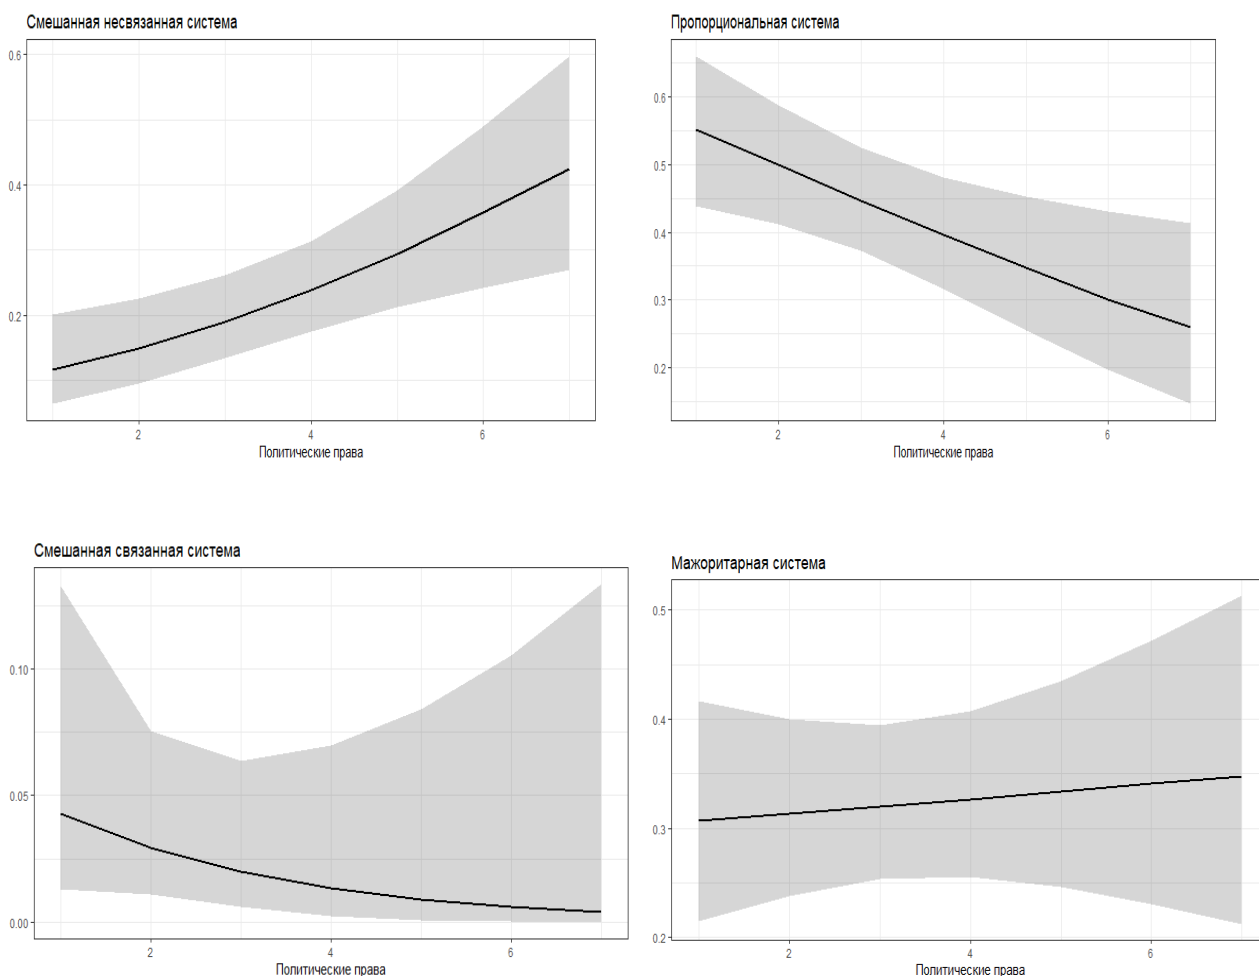 Смешанная несвязанная система
0.6
0.4
0.2
2 4 6
Политические права
Пропорциональная система
0.6
0.5
0.4
0.3
0.2
2 4 6
Политические права
Смешанная связанная система
0.10
0.05
0.00
2 4 6
Политические права
Мажоритарная система
0.5
0.4
0.3
0.2
2 4 6
Политические права